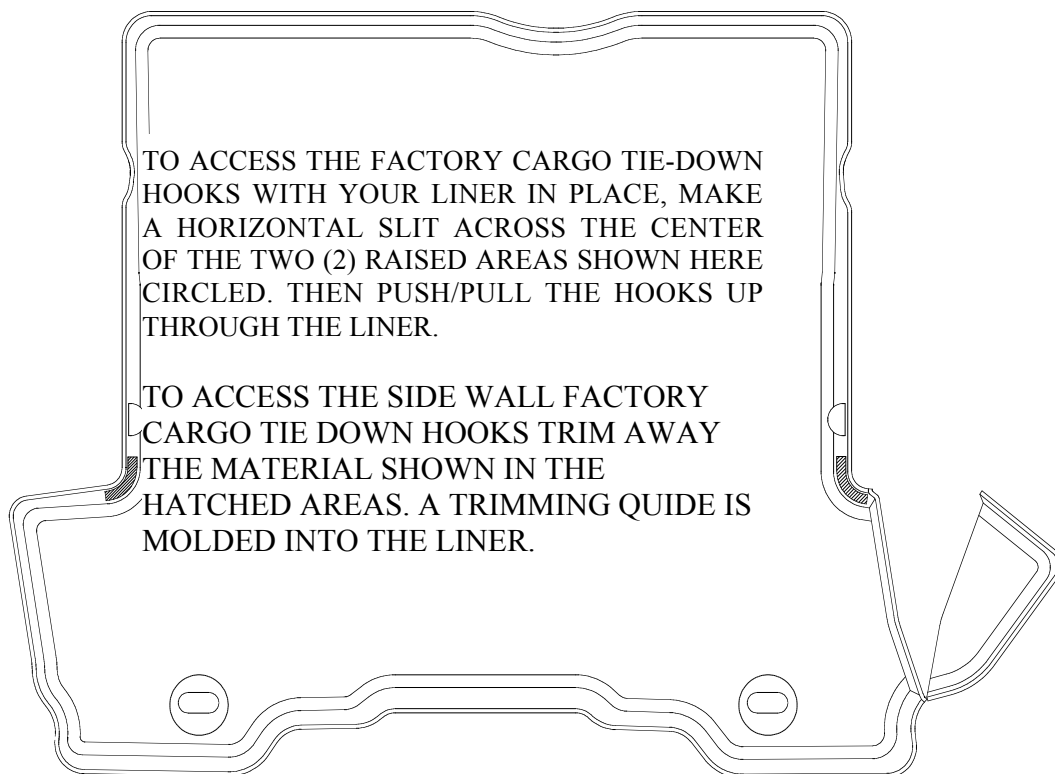 TO ACCESS THE FACTORY CARGO TIE-DOWN
HOOKS WITH YOUR LINER IN PLACE, MAKE
A HORIZONTAL SLIT ACROSS THE CENTER
OF THE TWO (2) RAISED AREAS SHOWN HERE
CIRCLED. THEN PUSH/PULL THE HOOKS UP
THROUGH THE LINER.
TO ACCESS THE SIDE WALL FACTORY
CARGO TIE DOWN HOOKS TRIM AWAY
THE MATERIAL SHOWN IN THE
HATCHED AREAS. A TRIMMING QUIDE IS
MOLDED INTO THE LINER.